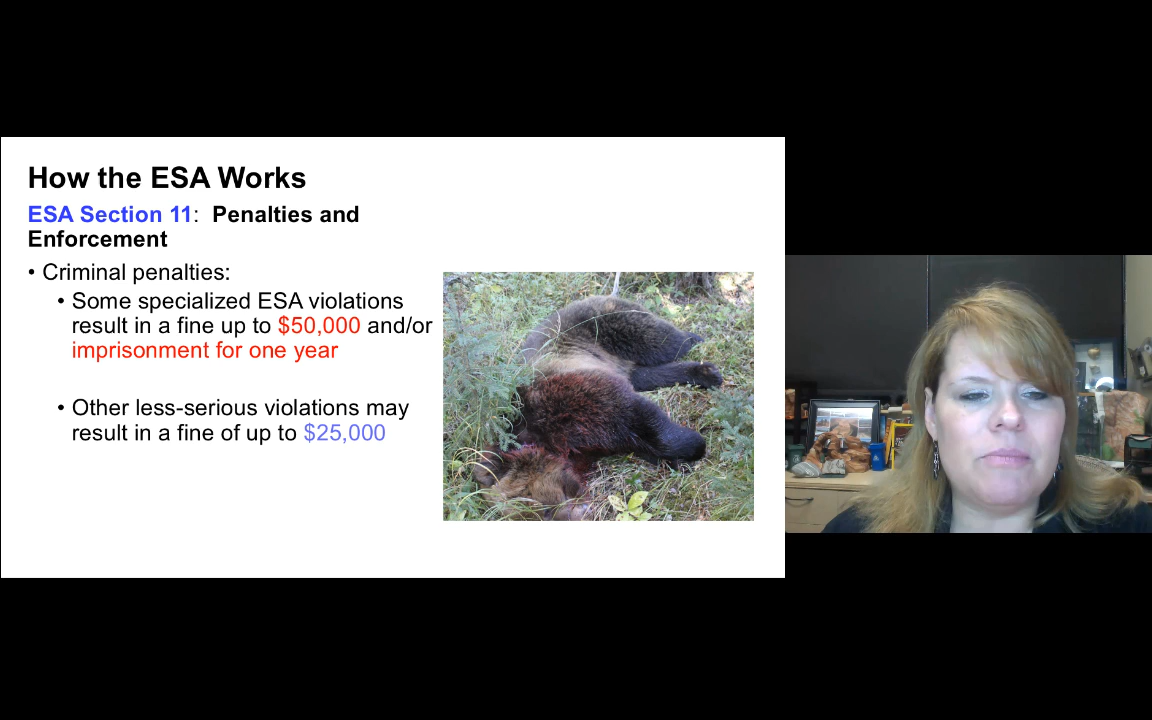 How the ESA Works
ESA Section 11:  Penalties and
Enforcement
• Criminal penalties:
• Some specialized ESA violations
result in a fine up to $50,000 and/or
imprisonment for one year
• Other less-serious violations may
result in a fine of up to $25,000